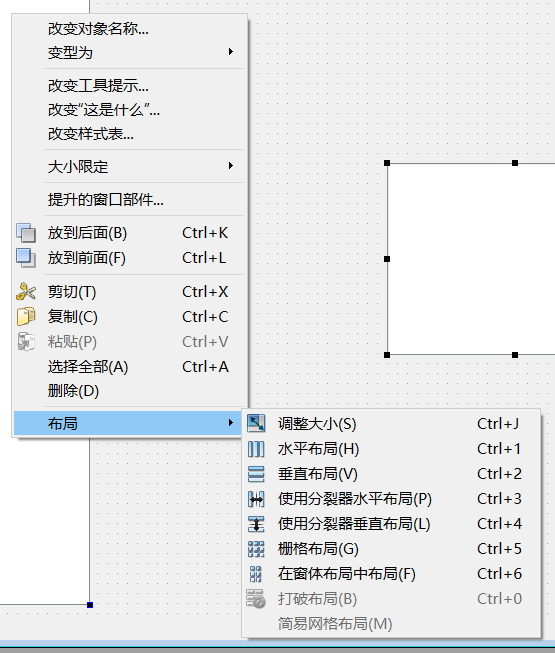 改变对象名称...
变型为
改变工具提示...
改变“这是什么”...
改变样式表...
大小限定
提升的窗口部件...
放到后面(B) Ctrl+K
放到前面(F) Ctrl+L
剪切(T) Ctrl+X
复制(C) Ctrl+C
粘贴(P) Ctrl+V
选择全部(A) Ctrl+A
删除(D)
布局
调整大小(S) Ctrl+J
水平布局(H) Ctrl+1
垂直布局(V) Ctrl+2
使用分裂器水平布局(P) Ctrl+3
使用分裂器垂直布局(L) Ctrl+4
栅格布局(G) Ctrl+5
在窗体布局中布局(F) Ctrl+6
打破布局(B) Ctrl+0
简易网格布局(M)